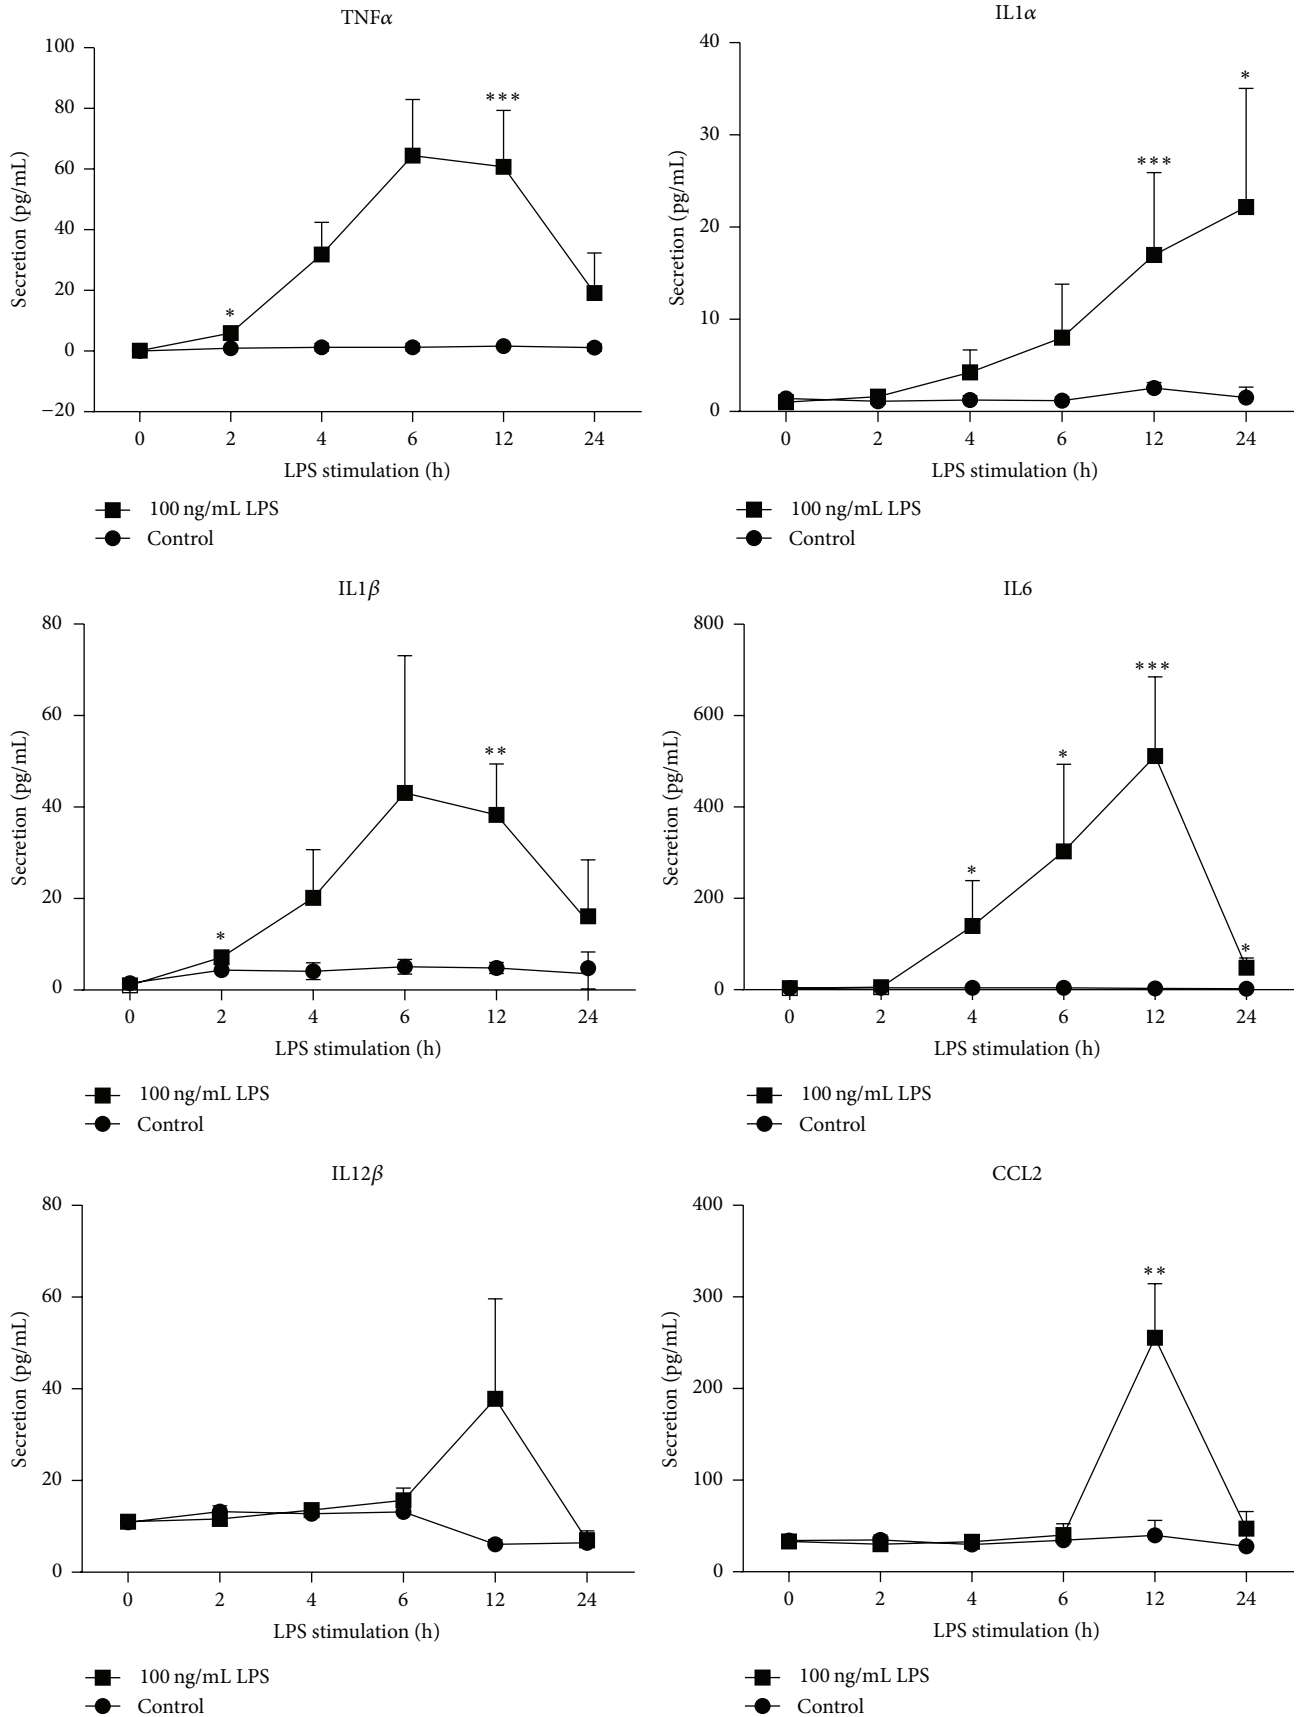 TNFα
100
80
60
40
20
0
−20
Secretion (pg/mL)
*
***
0 2 4 6 12 24
LPS stimulation (h)
100 ng/mL LPS
Control
IL1α
40
30
20
10
0
Secretion (pg/mL)
***
*
0 2 4 6 12 24
LPS stimulation (h)
100 ng/mL LPS
Control
IL1β
80
60
40
20
0
Secretion (pg/mL)
*
**
0 2 4 6 12 24
LPS stimulation (h)
100 ng/mL LPS
Control
IL6
800
600
400
200
0
Secretion (pg/mL)
*
*
***
*
0 2 4 6 12 24
LPS stimulation (h)
100 ng/mL LPS
Control
IL12β
80
60
40
20
0
Secretion (pg/mL)
0 2 4 6 12 24
LPS stimulation (h)
100 ng/mL LPS
Control
CCL2
400
300
200
100
0
Secretion (pg/mL)
**
0 2 4 6 12 24
LPS stimulation (h)
100 ng/mL LPS
Control